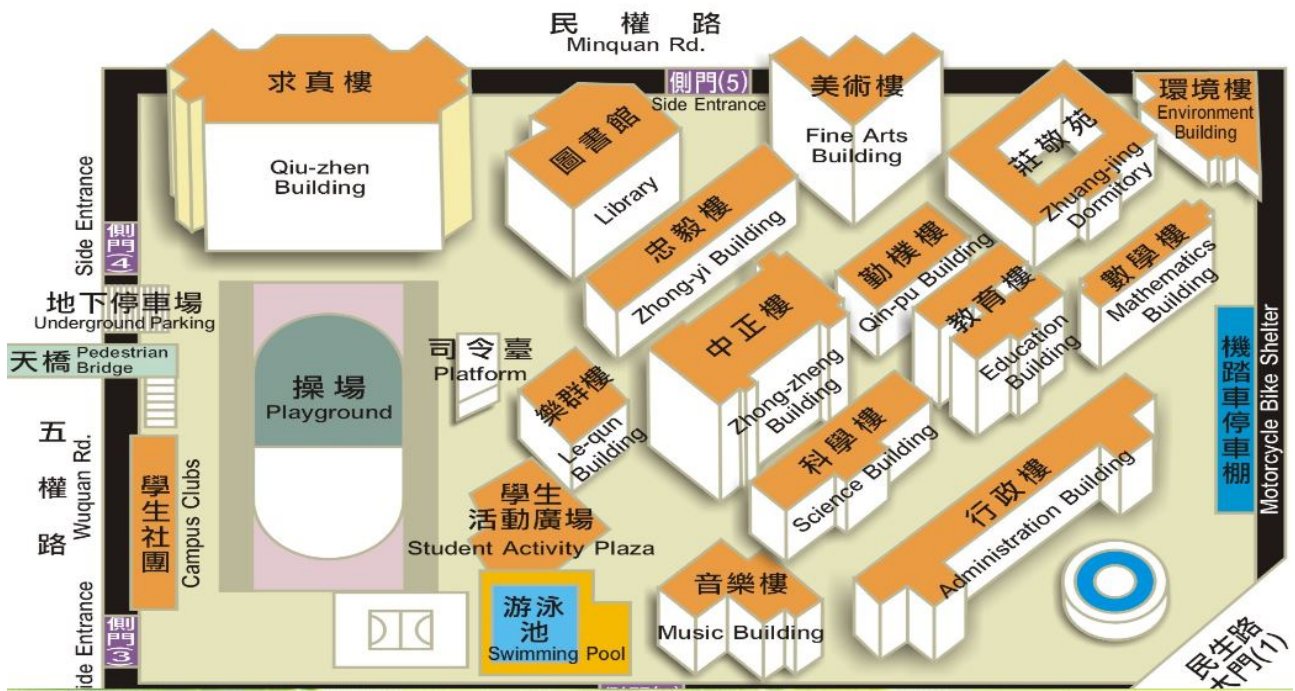 民權路
Minquan Rd.
求真樓
Qiu-zhen
Building
圖書館
Library
側門(5)
Side Entrance
美術樓
Fine Arts
Building
莊敬苑
Zhuang-jing
Dormitory
環境樓
Environment
Building
Side Entrance
側門(4)
忠毅樓
Zhong-yi Building
勤樸樓
Qin-pu Building
教育樓
Education
Building
數學樓
Mathematics
Building
地下停車場
Underground Parking
天橋
Pedestrian
Bridge
操場
Playground
司令臺
Platform
樂群樓
Le-qun
Building
中正樓
Zhong-zheng
Building
科學樓
Science Building
行政樓
Administration Building
機踏車停車棚
Motorcycle Bike Shelter
五權路
Wuquan Rd.
學生社團
Campus Clubs
學生
活動廣場
Student Activity Plaza
游泳
池
Swimming Pool
音樂樓
Music Building
側門(3)
民生路
大門(1)